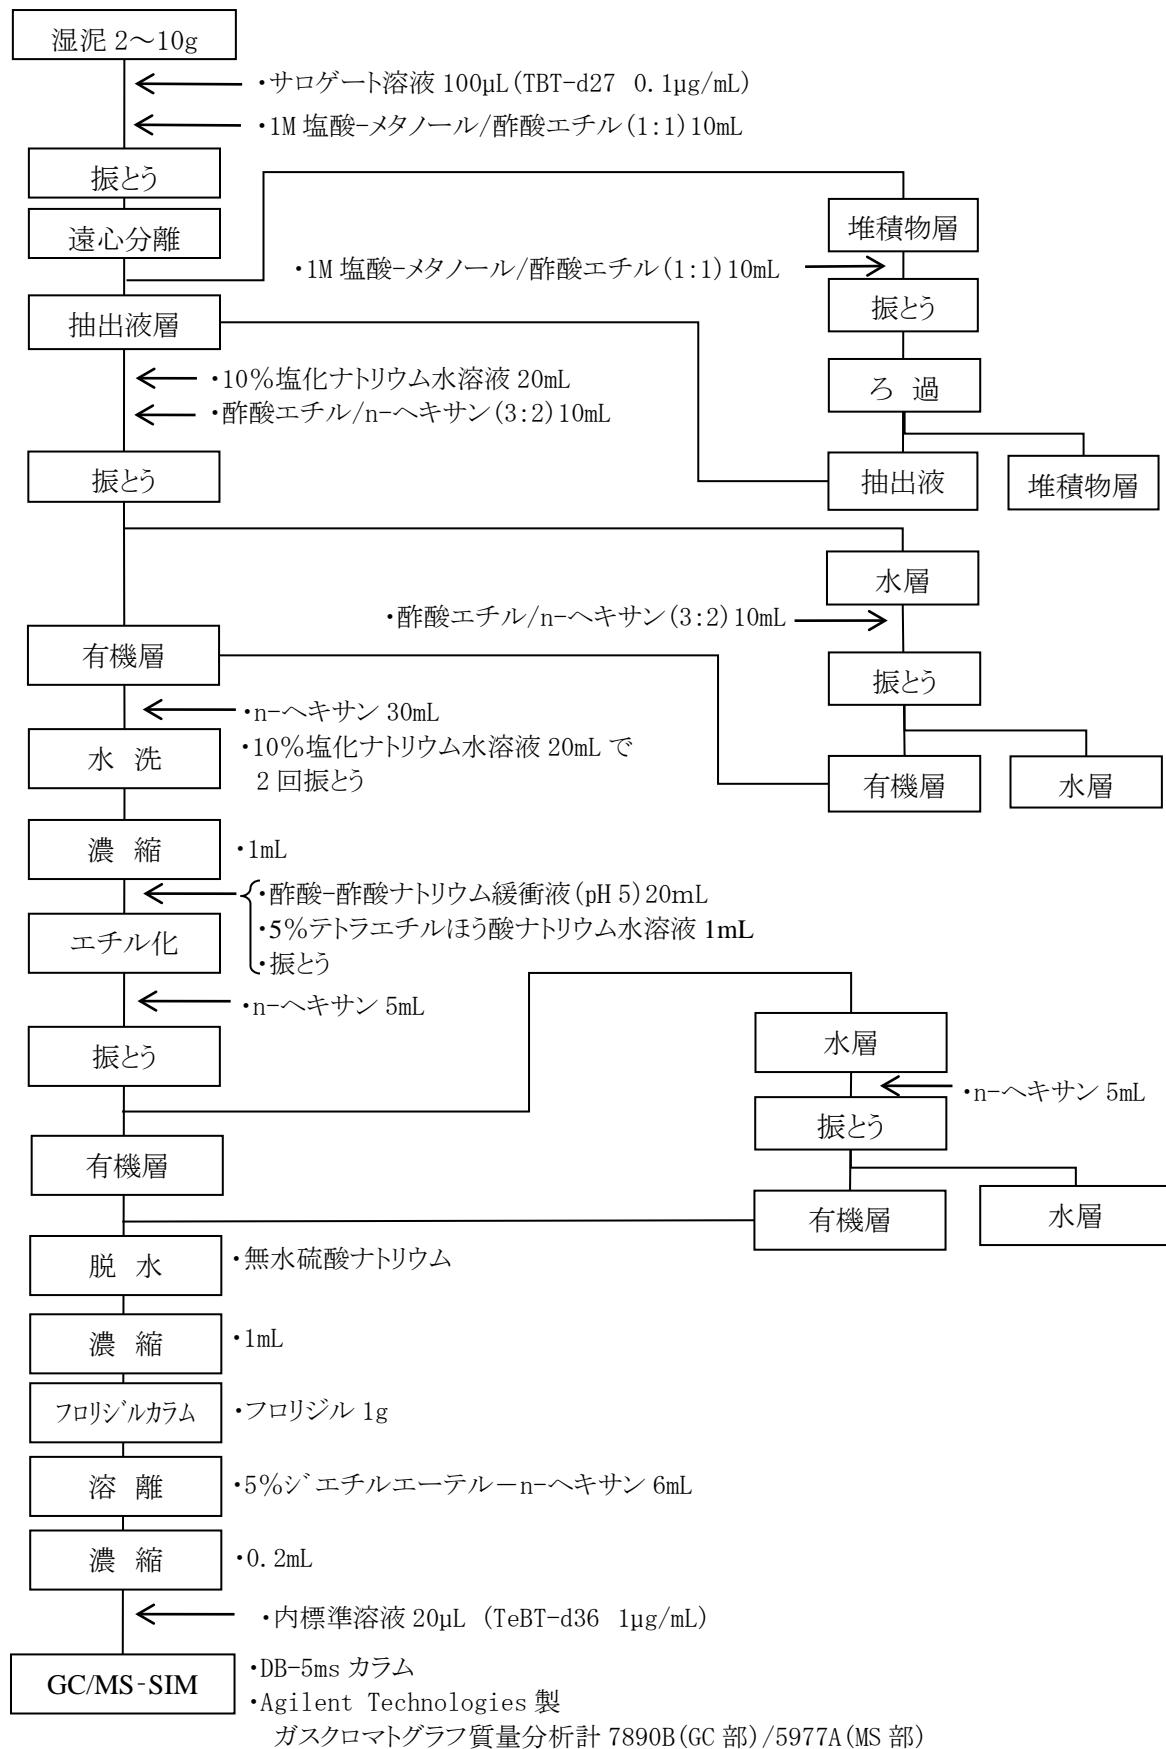 湿泥 2～10g
・サロゲート溶液 100µL(TBT-d27 0.1µg/mL)
・1M 塩酸-メタノール/酢酸エチル(1:1)10mL
振とう
遠心分離
堆積物層
・1M 塩酸-メタノール/酢酸エチル(1:1)10mL
振とう
抽出液層
ろ 過
・10％塩化ナトリウム水溶液 20mL
・酢酸エチル/n-ヘキサン(3:2)10mL
振とう
抽出液
堆積物層
水層
・酢酸エチル/n-ヘキサン(3:2)10mL
有機層
振とう
・n-ヘキサン 30mL
水 洗
・10％塩化ナトリウム水溶液 20mL で
2 回振とう
有機層
水層
濃 縮
・1mL
・酢酸-酢酸ナトリウム緩衝液(pH 5)20mL
エチル化
・5％テトラエチルほう酸ナトリウム水溶液 1mL
・振とう
・n-ヘキサン 5mL
振とう
水層
・n-ヘキサン 5mL
振とう
有機層
有機層
水層
脱 水
・無水硫酸ナトリウム
濃 縮
・1mL
フロリジルカラム
・フロリジル 1g
溶 離
・5％ジエチルエーテル－n-ヘキサン 6mL
濃 縮
・0.2mL
・内標準溶液 20µL (TeBT-d36 1µg/mL)
GC/MS-SIM
・DB-5ms カラム
・Agilent Technologies 製
ガスクロマトグラフ質量分析計 7890B(GC 部)/5977A(MS 部)